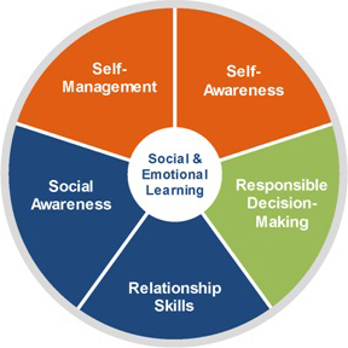 Self-
Management
Self-
Awareness
Social &
Emotional
Learning
Social
Awareness
Responsible
Decision-
Making
Relationship
Skills